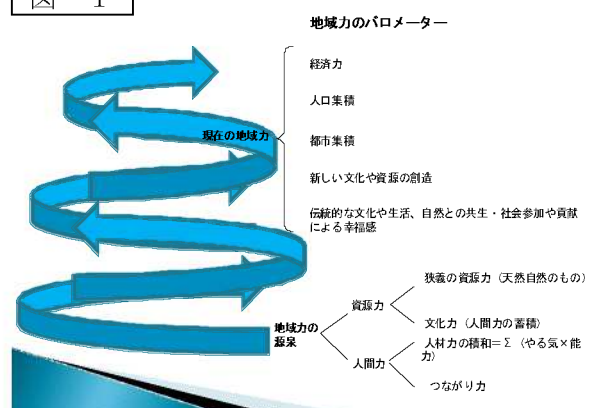 図 1
地域力のバロメーター
経済力
人口集積
現在の地域力
都市集積
新しい文化や資源の創造
伝統的な文化や生活、自然との共生・社会参加や貢献
による幸福感
狭義の資源力（天然自然のもの）
資源力
地域力の
源泉
文化力（人間力の蓄積）
人間力
人材力の積和＝Σ（やる気×能
力）
つながり力